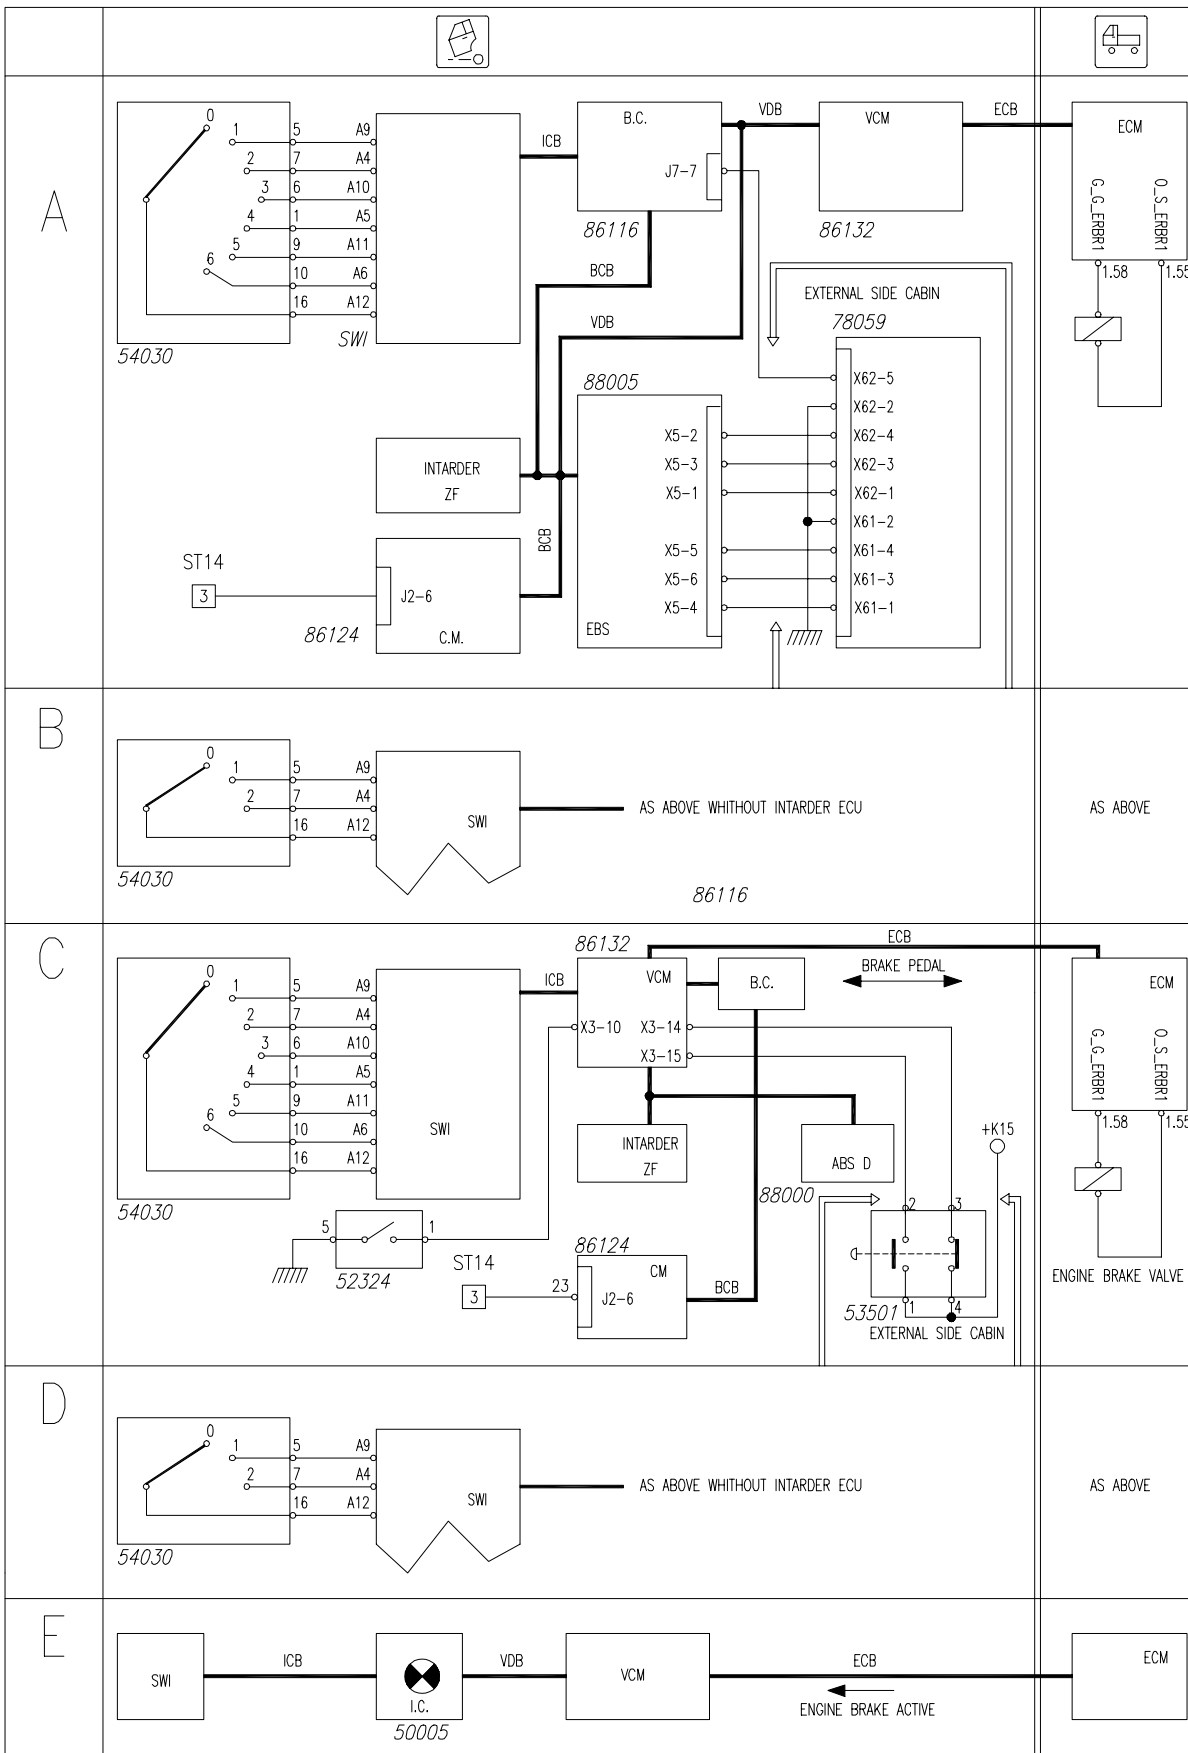 A
0
1 5 A9
2 7 A4
3 6 A10
4 1 A5
5 9 A11
6 10 A6
16 A12
54030
SWI
ICB
B.C.
J7-7
86116
VDB
VCM
86132
ECB
ECM
G_G_ERBR1
O_S_ERBR1
1.58
1.55
BCB
VDB
EXTERNAL SIDE CABIN
78059
88005
X62-5
X62-2
X5-2 X62-4
X5-3 X62-3
X5-1 X62-1
X61-2
X5-5 X61-4
X5-6 X61-3
X5-4 X61-1
EBS
INTARDER
ZF
BCB
ST14
3
J2-6
86124
C.M.
B
0
1 5 A9
2 7 A4
16 A12
SWI
54030
AS ABOVE WHITHOUT INTARDER ECU
AS ABOVE
86116
C
0
1 5 A9
2 7 A4
3 6 A10
4 1 A5
5 9 A11
6 10 A6
16 A12
54030
SWI
ICB
86132
VCM
X3-10 X3-14
X3-15
B.C.
ECB
BRAKE PEDAL
ECM
G_G_ERBR1
O_S_ERBR1
1.58
1.55
ENGINE BRAKE VALVE
INTARDER
ZF
ABS D
88000
+K15
2 3
1 4
53501
EXTERNAL SIDE CABIN
5 1
52324
ST14
3
23
86124
CM
J2-6
BCB
D
0
1 5 A9
2 7 A4
16 A12
SWI
54030
AS ABOVE WHITHOUT INTARDER ECU
AS ABOVE
E
SWI
ICB
I.C.
50005
VDB
VCM
ECB
ENGINE BRAKE ACTIVE
ECM